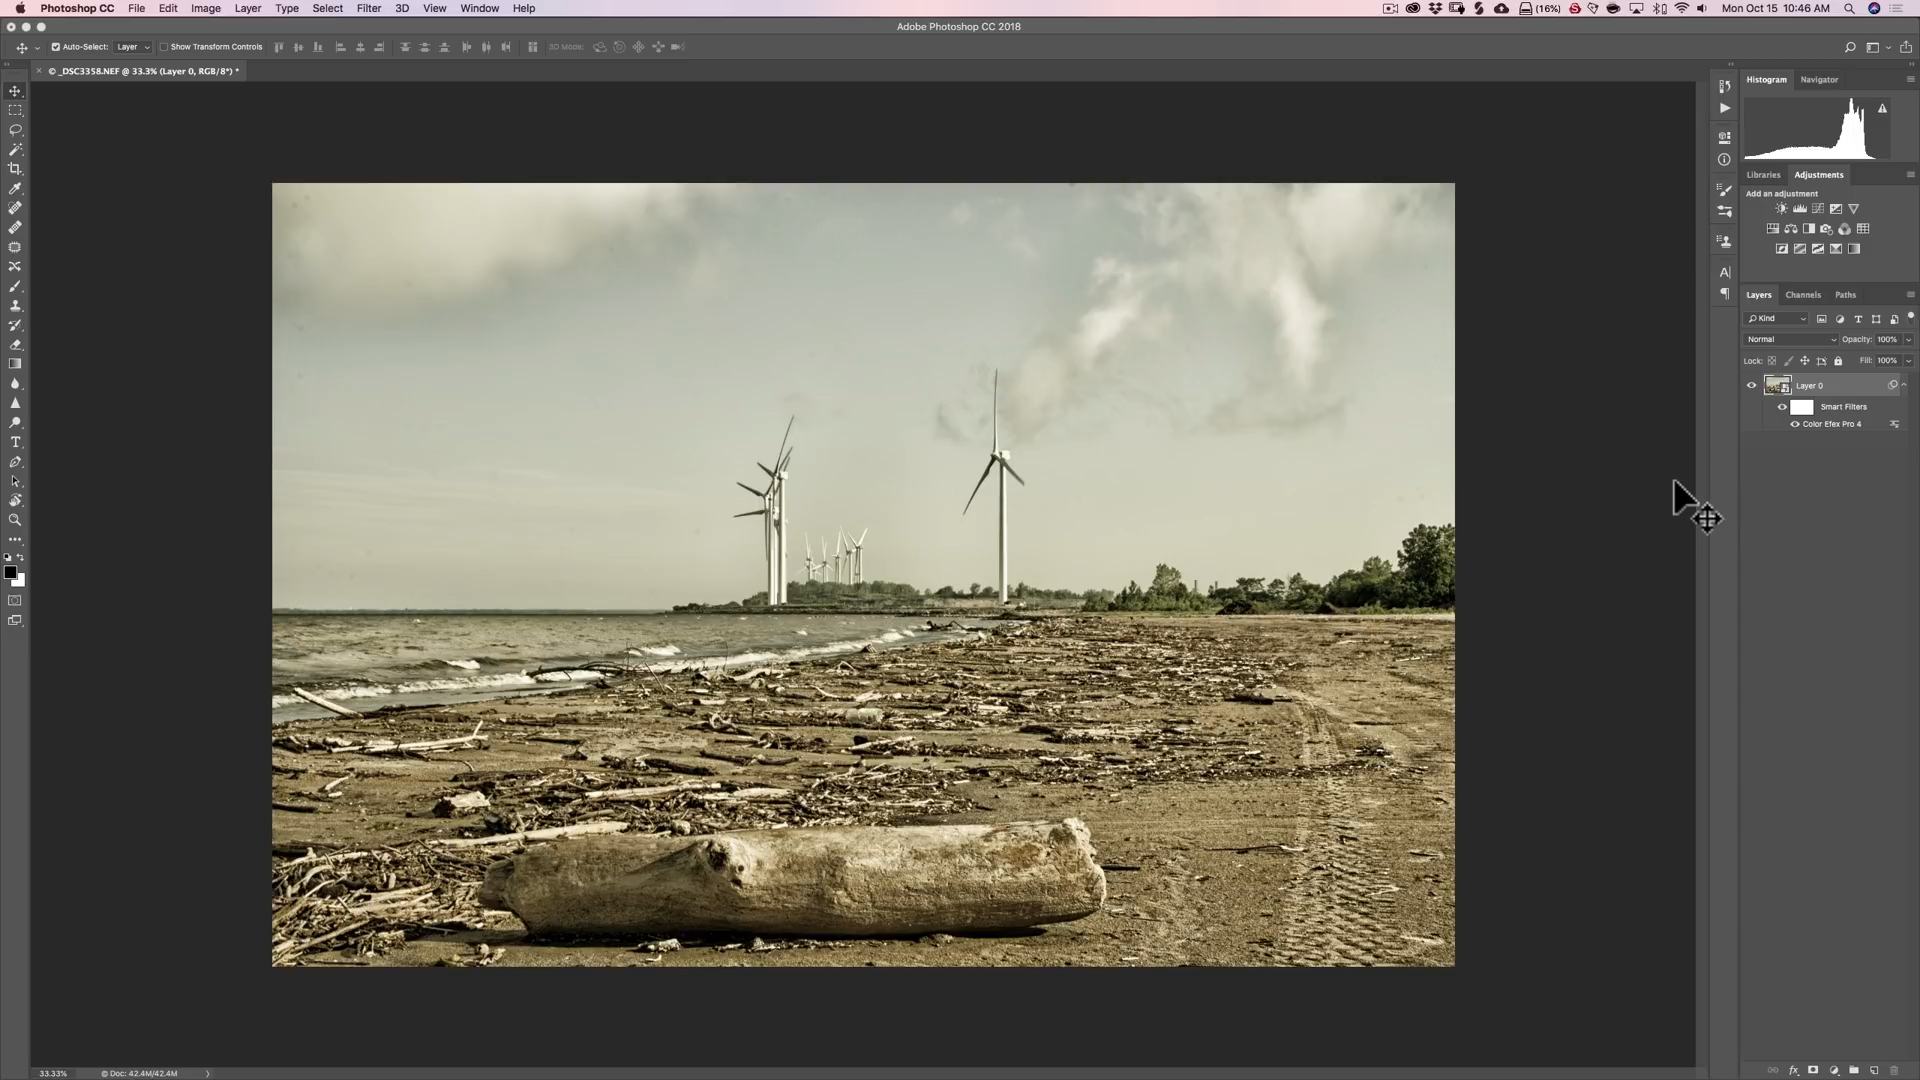 Photoshop CC File Edit Image Layer Type Select Filter 3D View Window Help (16%) Mon Oct 15 10:46 AM
Adobe Photoshop CC 2018
Auto-Select: Layer Show Transform Controls 3D Mode:
× © _DSC3358.NEF @ 33.3% (Layer 0, RGB/8*) *
Histogram Navigator
Libraries Adjustments
Add an adjustment
Layers Channels Paths
Kind
Normal Opacity: 100%
Lock: Fill: 100%
Layer 0
Smart Filters
Color Efex Pro 4
33.33% © Doc: 42.4M/42.4M